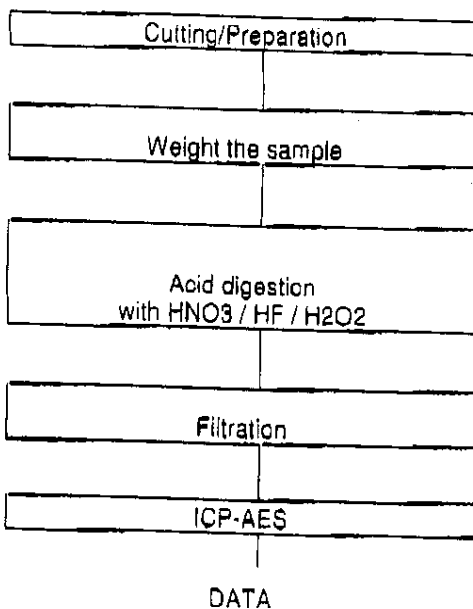 Cutting/Preparation
Weight the sample
Acid digestion
with HNO3 / HF / H2O2
Filtration
ICP-AES
DATA